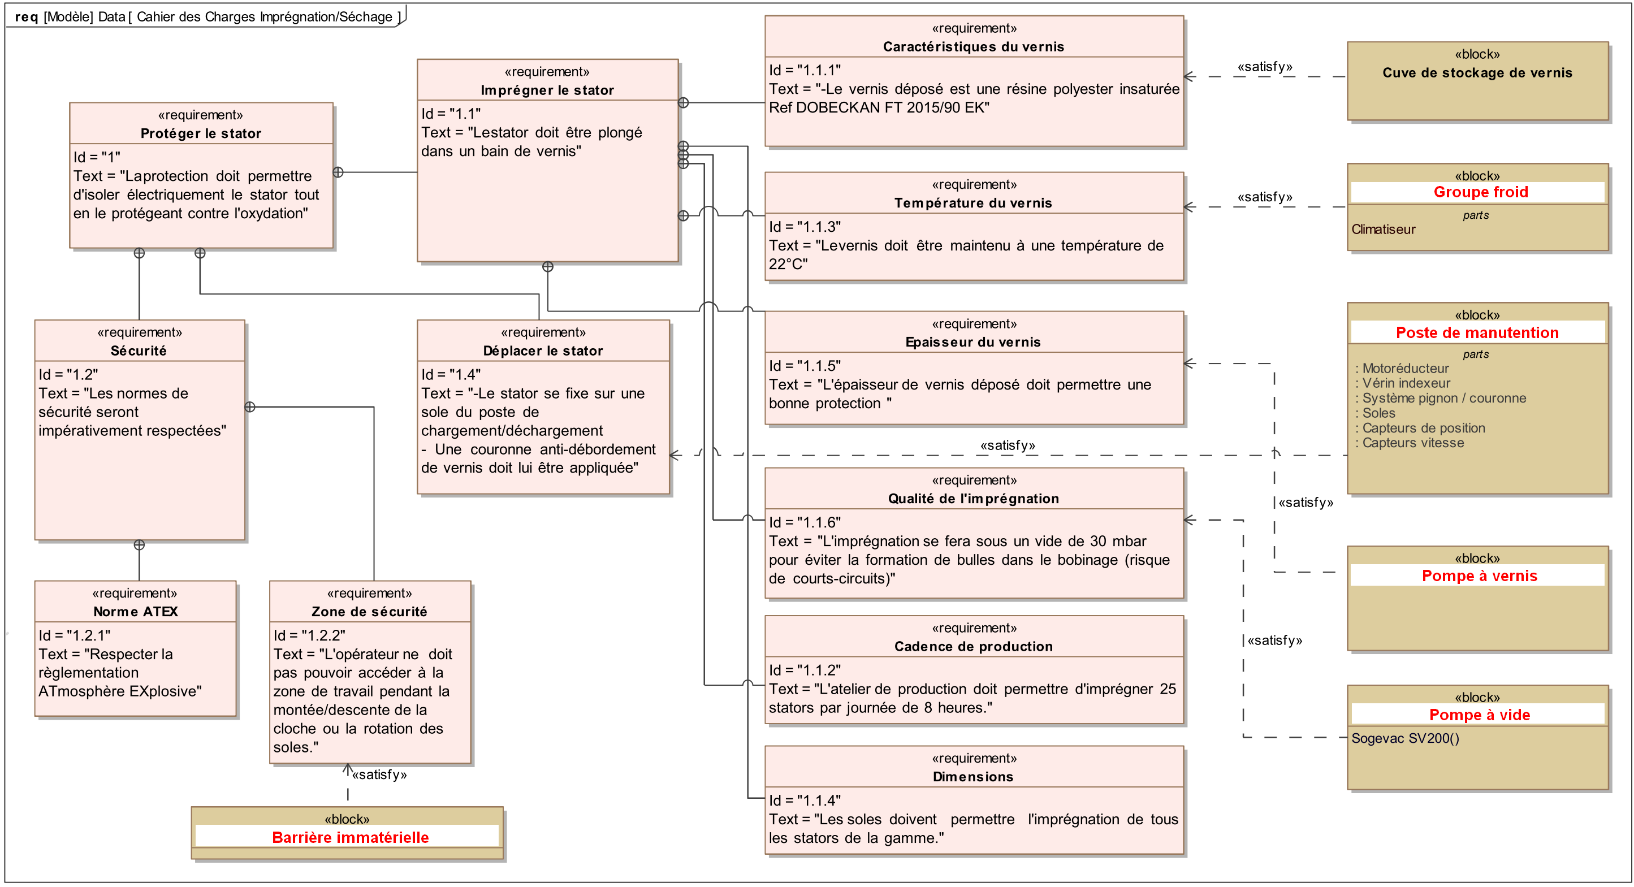 req [Modèle] Data [ Cahier des Charges Imprégnation/Séchage ]
«requirement»
Protéger le stator
Id = "1"
Text = "Laprotection doit permettre
d'isoler électriquement le stator tout
en le protégeant contre l'oxydation"
«requirement»
Imprégner le stator
Id = "1.1"
Text = "Lestator doit être plongé
dans un bain de vernis"
«requirement»
Caractéristiques du vernis
Id = "1.1.1"
Text = "-Le vernis déposé est une résine polyester insaturée
Ref DOBECKAN FT 2015/90 EK"
«satisfy»
«block»
Cuve de stockage de vernis
«requirement»
Température du vernis
Id = "1.1.3"
Text = "Levernis doit être maintenu à une température de
22°C"
«satisfy»
«block»
Groupe froid
parts
Climatiseur
«requirement»
Sécurité
Id = "1.2"
Text = "Les normes de
sécurité seront
impérativement respectées"
«requirement»
Déplacer le stator
Id = "1.4"
Text = "-Le stator se fixe sur une
sole du poste de
chargement/déchargement
- Une couronne anti-débordement
de vernis doit lui être appliquée"
«requirement»
Epaisseur du vernis
Id = "1.1.5"
Text = "L'épaisseur de vernis déposé doit permettre une
bonne protection "
«satisfy»
«block»
Poste de manutention
parts
: Motoréducteur
: Vérin indexeur
: Système pignon / couronne
: Soles
: Capteurs de position
: Capteurs vitesse
«requirement»
Qualité de l'imprégnation
Id = "1.1.6"
Text = "L'imprégnation se fera sous un vide de 30 mbar
pour éviter la formation de bulles dans le bobinage (risque
de courts-circuits)"
«satisfy»
«block»
Pompe à vernis
«requirement»
Norme ATEX
Id = "1.2.1"
Text = "Respecter la
règlementation
ATmosphère EXplosive"
«requirement»
Zone de sécurité
Id = "1.2.2"
Text = "L'opérateur ne doit
pas pouvoir accéder à la
zone de travail pendant la
montée/descente de la
cloche ou la rotation des
soles."
«requirement»
Cadence de production
Id = "1.1.2"
Text = "L'atelier de production doit permettre d'imprégner 25
stators par journée de 8 heures."
«satisfy»
«block»
Pompe à vide
Sogevac SV200()
«requirement»
Dimensions
Id = "1.1.4"
Text = "Les soles doivent permettre l'imprégnation de tous
les stators de la gamme."
«satisfy»
«block»
Barrière immatérielle